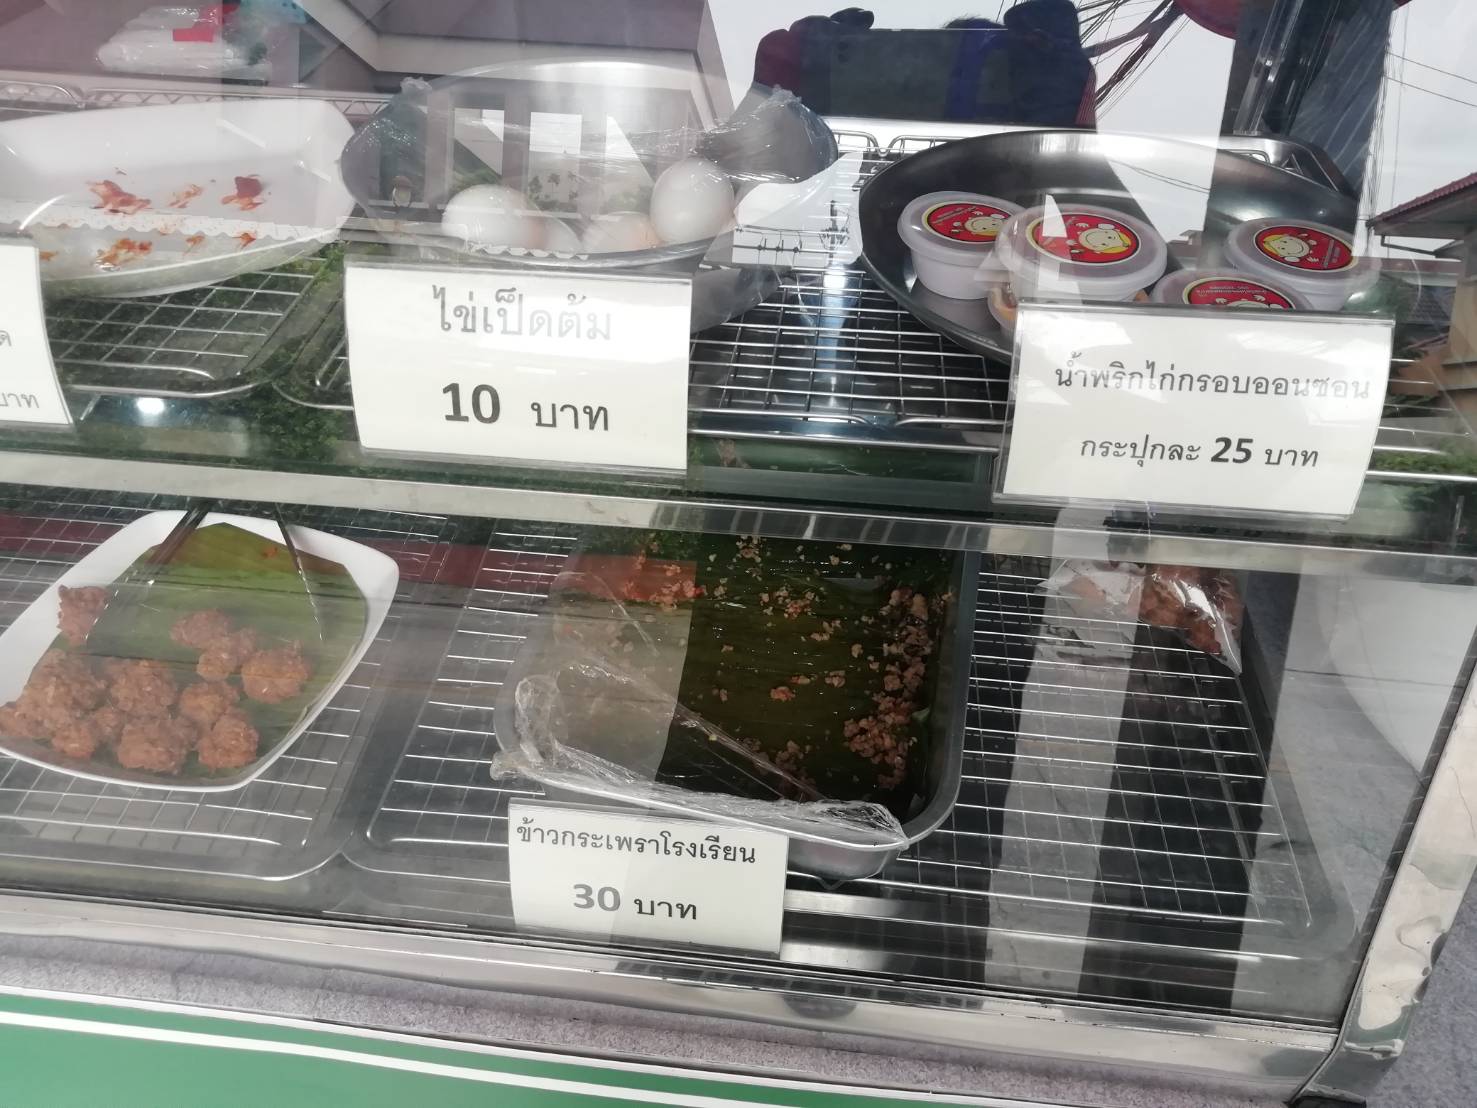 ไข่เป็ดต้ม
10 บาท
น้ำพริกไก่กรอบออนซอน
กระปุกละ 25 บาท
บาท
ข้าวกระเพราโรงเรียน
30 บาท